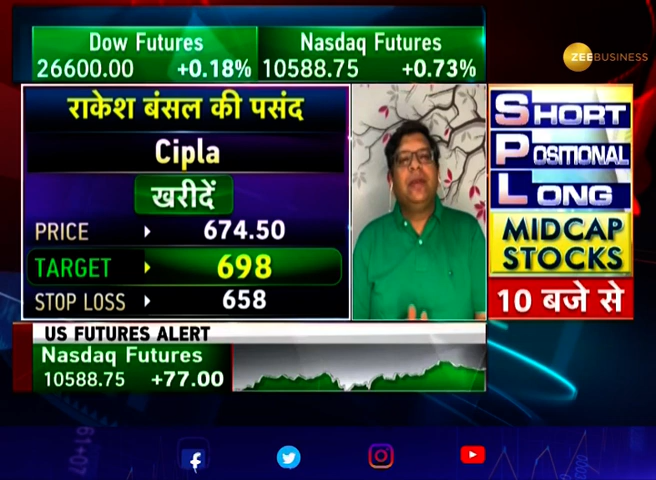 Dow Futures
26600.00 +0.18%
Nasdaq Futures
10588.75 +0.73%
ZEEBUSINESS
राकेश बंसल की पसंद
Cipla
खरीदें
PRICE 674.50
TARGET 698
STOP LOSS 658
SHORT
POSITIONAL
LONG
MIDCAP
STOCKS
10 बजे से
US FUTURES ALERT
Nasdaq Futures
10588.75 +77.00